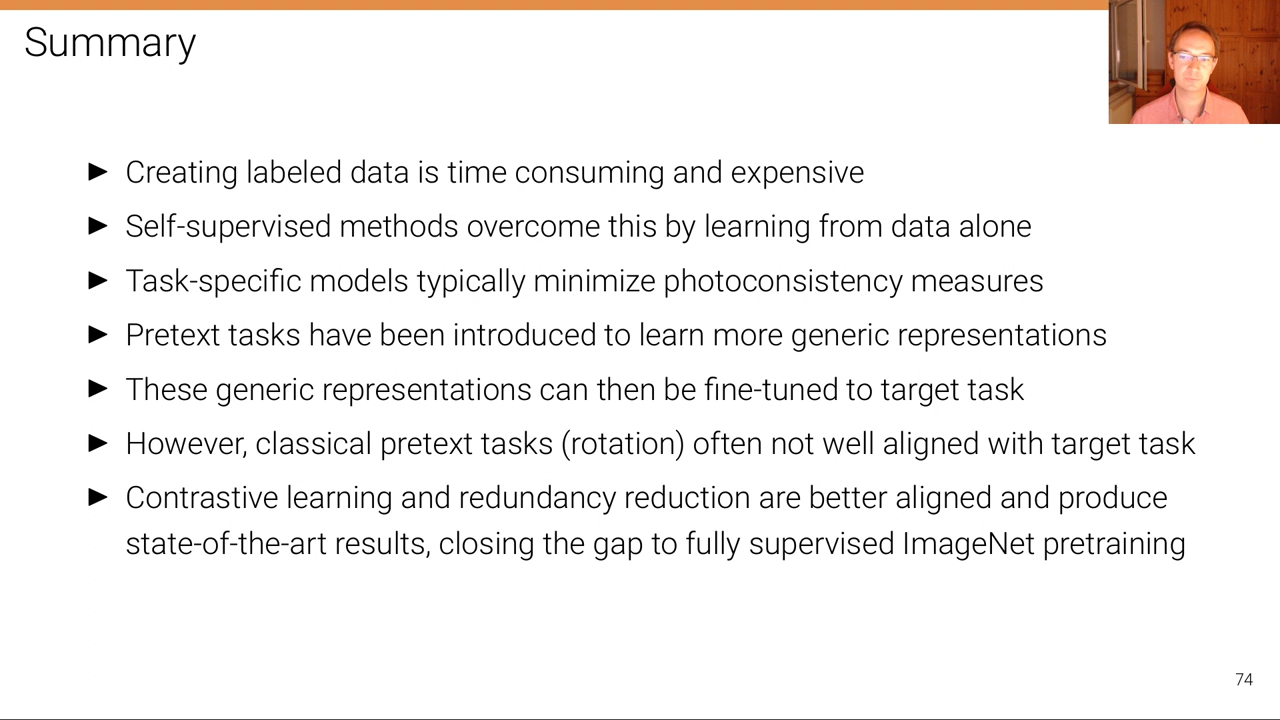 Summary
► Creating labeled data is time consuming and expensive
► Self-supervised methods overcome this by learning from data alone
► Task-specific models typically minimize photoconsistency measures
► Pretext tasks have been introduced to learn more generic representations
► These generic representations can then be fine-tuned to target task
► However, classical pretext tasks (rotation) often not well aligned with target task
► Contrastive learning and redundancy reduction are better aligned and produce
state-of-the-art results, closing the gap to fully supervised ImageNet pretraining
74